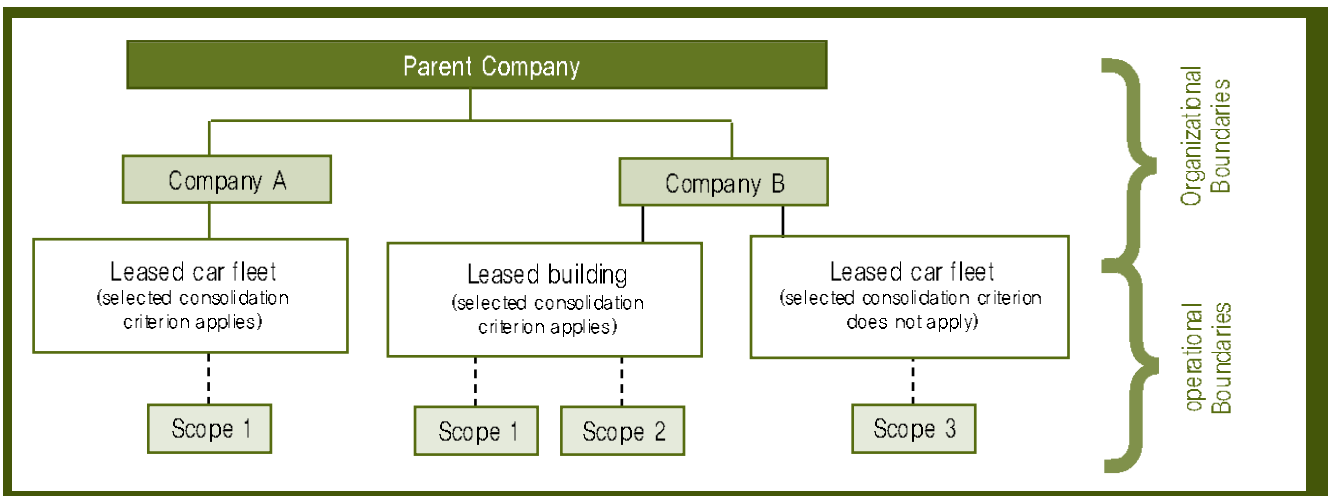 Parent Company
Organizational
Boundaries
Company A
Company B
Leased car fleet
(selected consolidation
criterion applies)
Leased building
(selected consolidation
criterion applies)
Leased car fleet
(selected consolidation criterion
does not apply)
operational
Boundaries
Scope 1
Scope 1
Scope 2
Scope 3